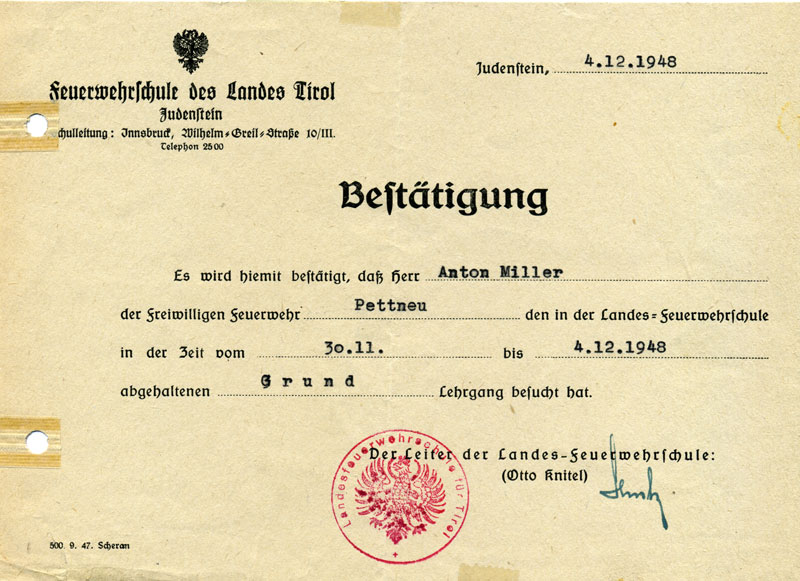 Feuerwehrschule des Landes Tirol
Judenstein
chulleitung: Innsbruck, Wilhelm-Greil-Straße 10/III.
Telephon 2500
Judenstein, 4.12.1948
Bestätigung
Es wird hiemit bestätigt, daß Herr Anton Miller
der Freiwilligen Feuerwehr Pettneu den in der Landes-Feuerwehrschule
in der Zeit vom 30.11. bis 4.12.1948
abgehaltenen Grund Lehrgang besucht hat.
Der Leiter der Landes-Feuerwehrschule:
(Otto Knitel)
Landesfeuerwehrschule für Tirol
500. 9. 47. Scheran